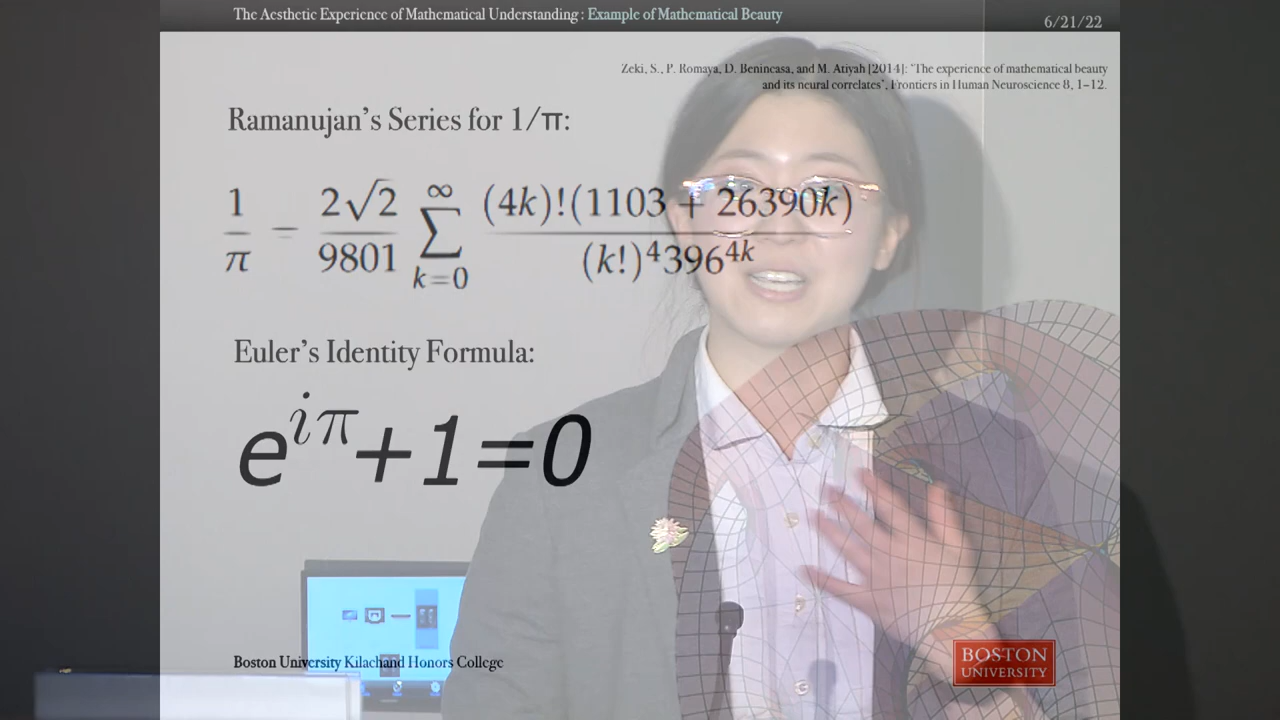 The Aesthetic Experience of Mathematical Understanding : Example of Mathematical Beauty
6/21/22
Zeki, S., P. Romaya, D. Benincasa, and M. Atiyah [2014]: "The experience of mathematical beauty
and its neural correlates", Frontiers in Human Neuroscience 8, 1–12.
Ramanujan's Series for 1/π:
1/π = 2√2/9801 ∑_{k=0}^{∞} (4k)!(1103 + 26390k)/(k!)^4 396^{4k}
Euler's Identity Formula:
e^{iπ}+1=0
Boston University Kilachand Honors College
BOSTON
UNIVERSITY